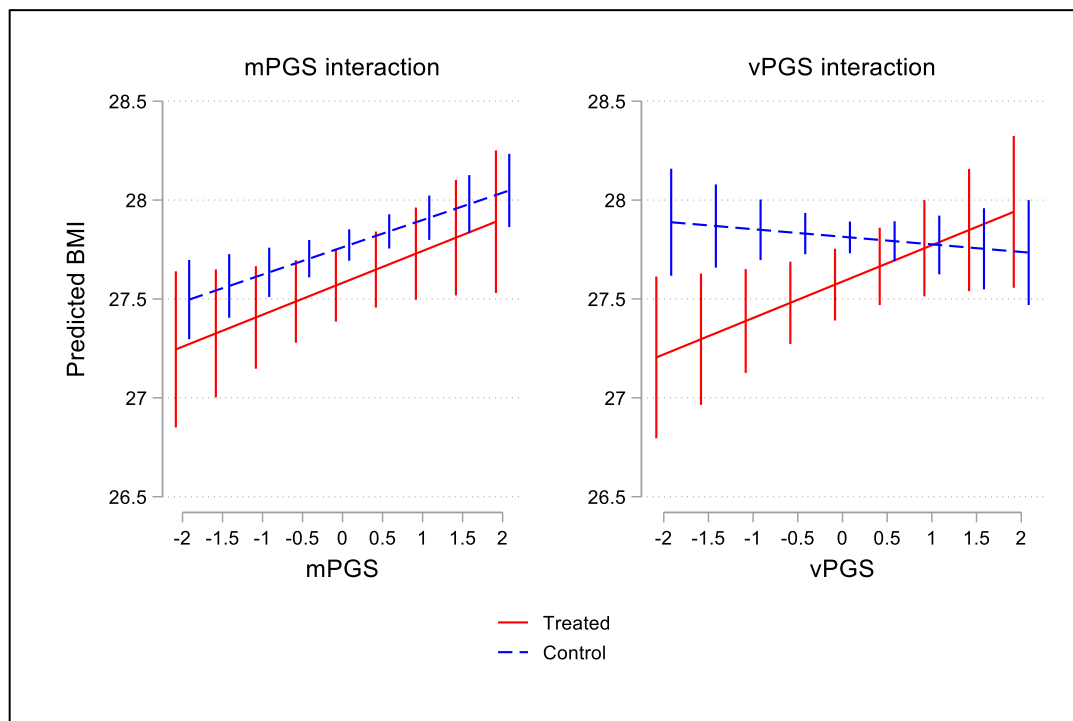 mPGS interaction
vPGS interaction
Predicted BMI
28.5
28
27.5
27
26.5
-2 -1.5 -1 -0.5 0 0.5 1 1.5 2
mPGS
28.5
28
27.5
27
26.5
-2 -1.5 -1 -0.5 0 0.5 1 1.5 2
vPGS
Treated
Control